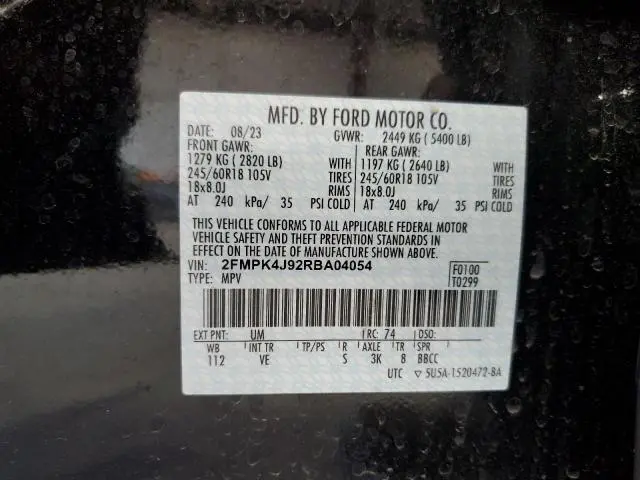 MFD. BY FORD MOTOR CO.
DATE: 08/23 GVWR: 2449 KG ( 5400 LB)
FRONT GAWR: REAR GAWR:
1279 KG ( 2820 LB) WITH 1197 KG ( 2640 LB) WITH
245/60R18 105V TIRES 245/60R18 105V TIRES
18x8.0J RIMS 18x8.0J RIMS
AT 240 kPa/ 35 PSI COLD AT 240 kPa/ 35 PSI COLD
THIS VEHICLE CONFORMS TO ALL APPLICABLE FEDERAL MOTOR
VEHICLE SAFETY AND THEFT PREVENTION STANDARDS IN
EFFECT ON THE DATE OF MANUFACTURE SHOWN ABOVE.
VIN: 2FMPK4J92RBA04054 F0100
TYPE: MPV T0299
EXT PNT: UM RC: 74 DSO:
WB INT TR TP/PS R AXLE TR SPR
112 VE S 3K 8 BBCC
UTC ▽ 5U5A-1520472-BA